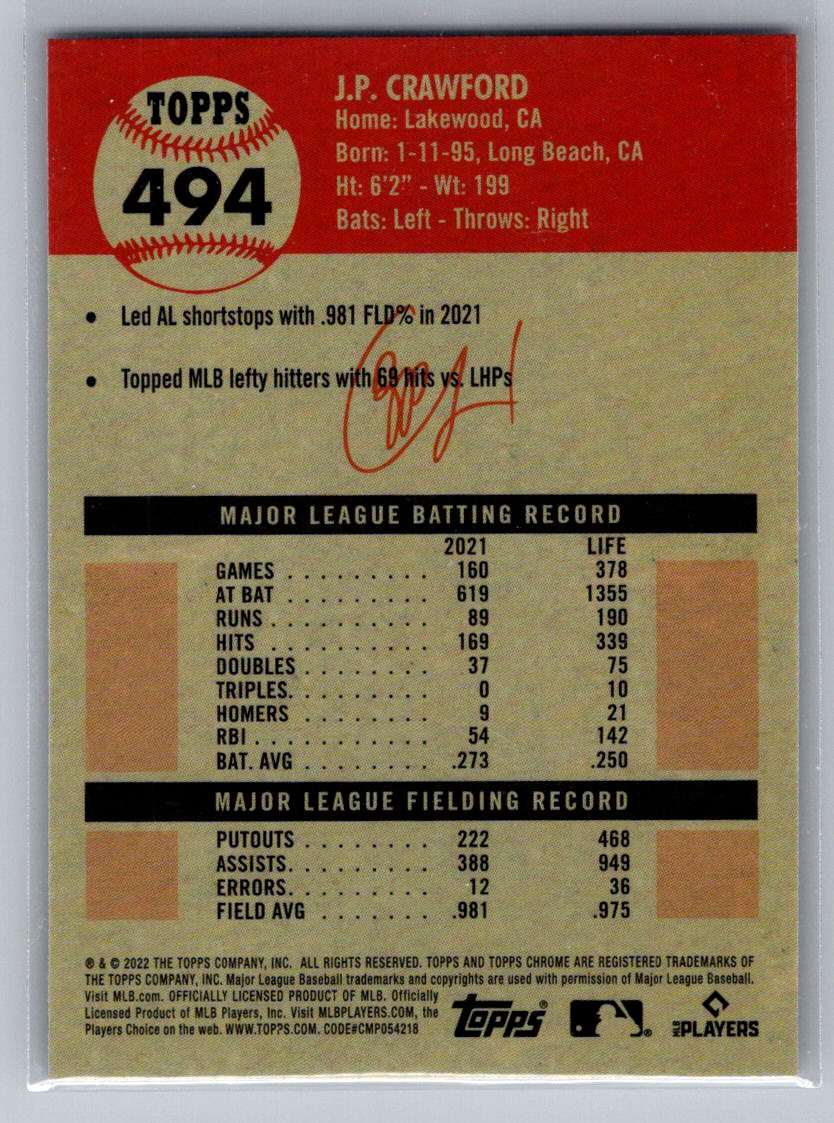 TOPPS
494
J.P. CRAWFORD
Home: Lakewood, CA
Born: 1-11-95, Long Beach, CA
Ht: 6'2" - Wt: 199
Bats: Left - Throws: Right
• Led AL shortstops with .981 FLD% in 2021
• Topped MLB lefty hitters with 69 hits vs. LHPs
MAJOR LEAGUE BATTING RECORD
2021 LIFE
GAMES . . . . . . . . . 160 378
AT BAT . . . . . . . . . 619 1355
RUNS . . . . . . . . . . 89 190
HITS . . . . . . . . . . 169 339
DOUBLES . . . . . . . . 37 75
TRIPLES. . . . . . . . . 0 10
HOMERS . . . . . . . . 9 21
RBI . . . . . . . . . . . 54 142
BAT. AVG . . . . . . . . .273 .250
MAJOR LEAGUE FIELDING RECORD
PUTOUTS . . . . . . . . 222 468
ASSISTS. . . . . . . . . 388 949
ERRORS. . . . . . . . . 12 36
FIELD AVG . . . . . . . .981 .975
® & © 2022 THE TOPPS COMPANY, INC. ALL RIGHTS RESERVED. TOPPS AND TOPPS CHROME ARE REGISTERED TRADEMARKS OF
THE TOPPS COMPANY, INC. Major League Baseball trademarks and copyrights are used with permission of Major League Baseball.
Visit MLB.com. OFFICIALLY LICENSED PRODUCT OF MLB. Officially
Licensed Product of MLB Players, Inc. Visit MLBPLAYERS.COM, the
Players Choice on the web. WWW.TOPPS.COM. CODE#CMP054218
Topps®
MLB PLAYERS